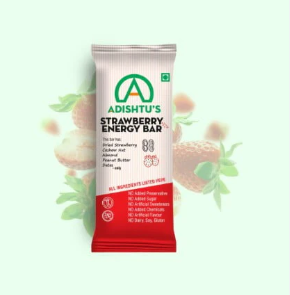 ADISHTU'S
STRAWBERRY
ENERGY BAR
Dried Strawberry
Cashew nut
Almond
Peanut Butter
Dates
ALL INGREDIENTS LISTED HERE
NO Added Preservative
NO Added Sugar
NO Artificial Sweeteners
NO Added Chemicals
NO Artificial Flavour
NO Dairy, Soy, Gluten